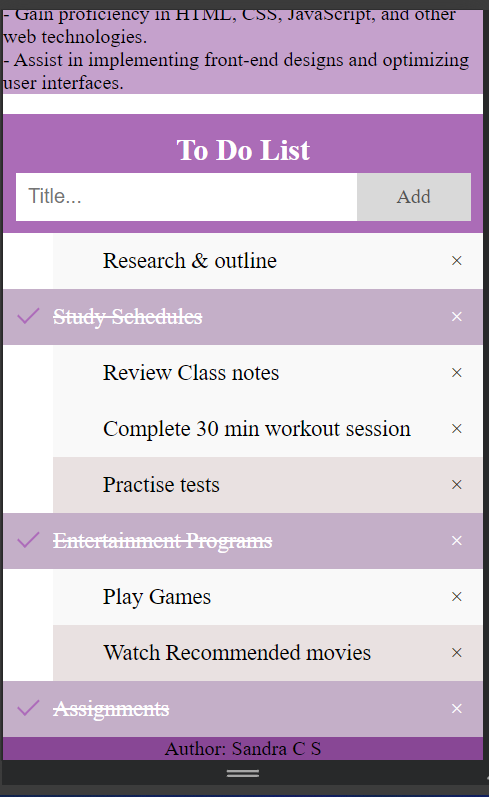 - Gain proficiency in HTML, CSS, JavaScript, and other
web technologies.
- Assist in implementing front-end designs and optimizing
user interfaces.
To Do List
Title...
Add
Research & outline ×
Study Schedules ×
Review Class notes ×
Complete 30 min workout session ×
Practise tests ×
Entertainment Programs ×
Play Games ×
Watch Recommended movies ×
Assignments ×
Author: Sandra C S